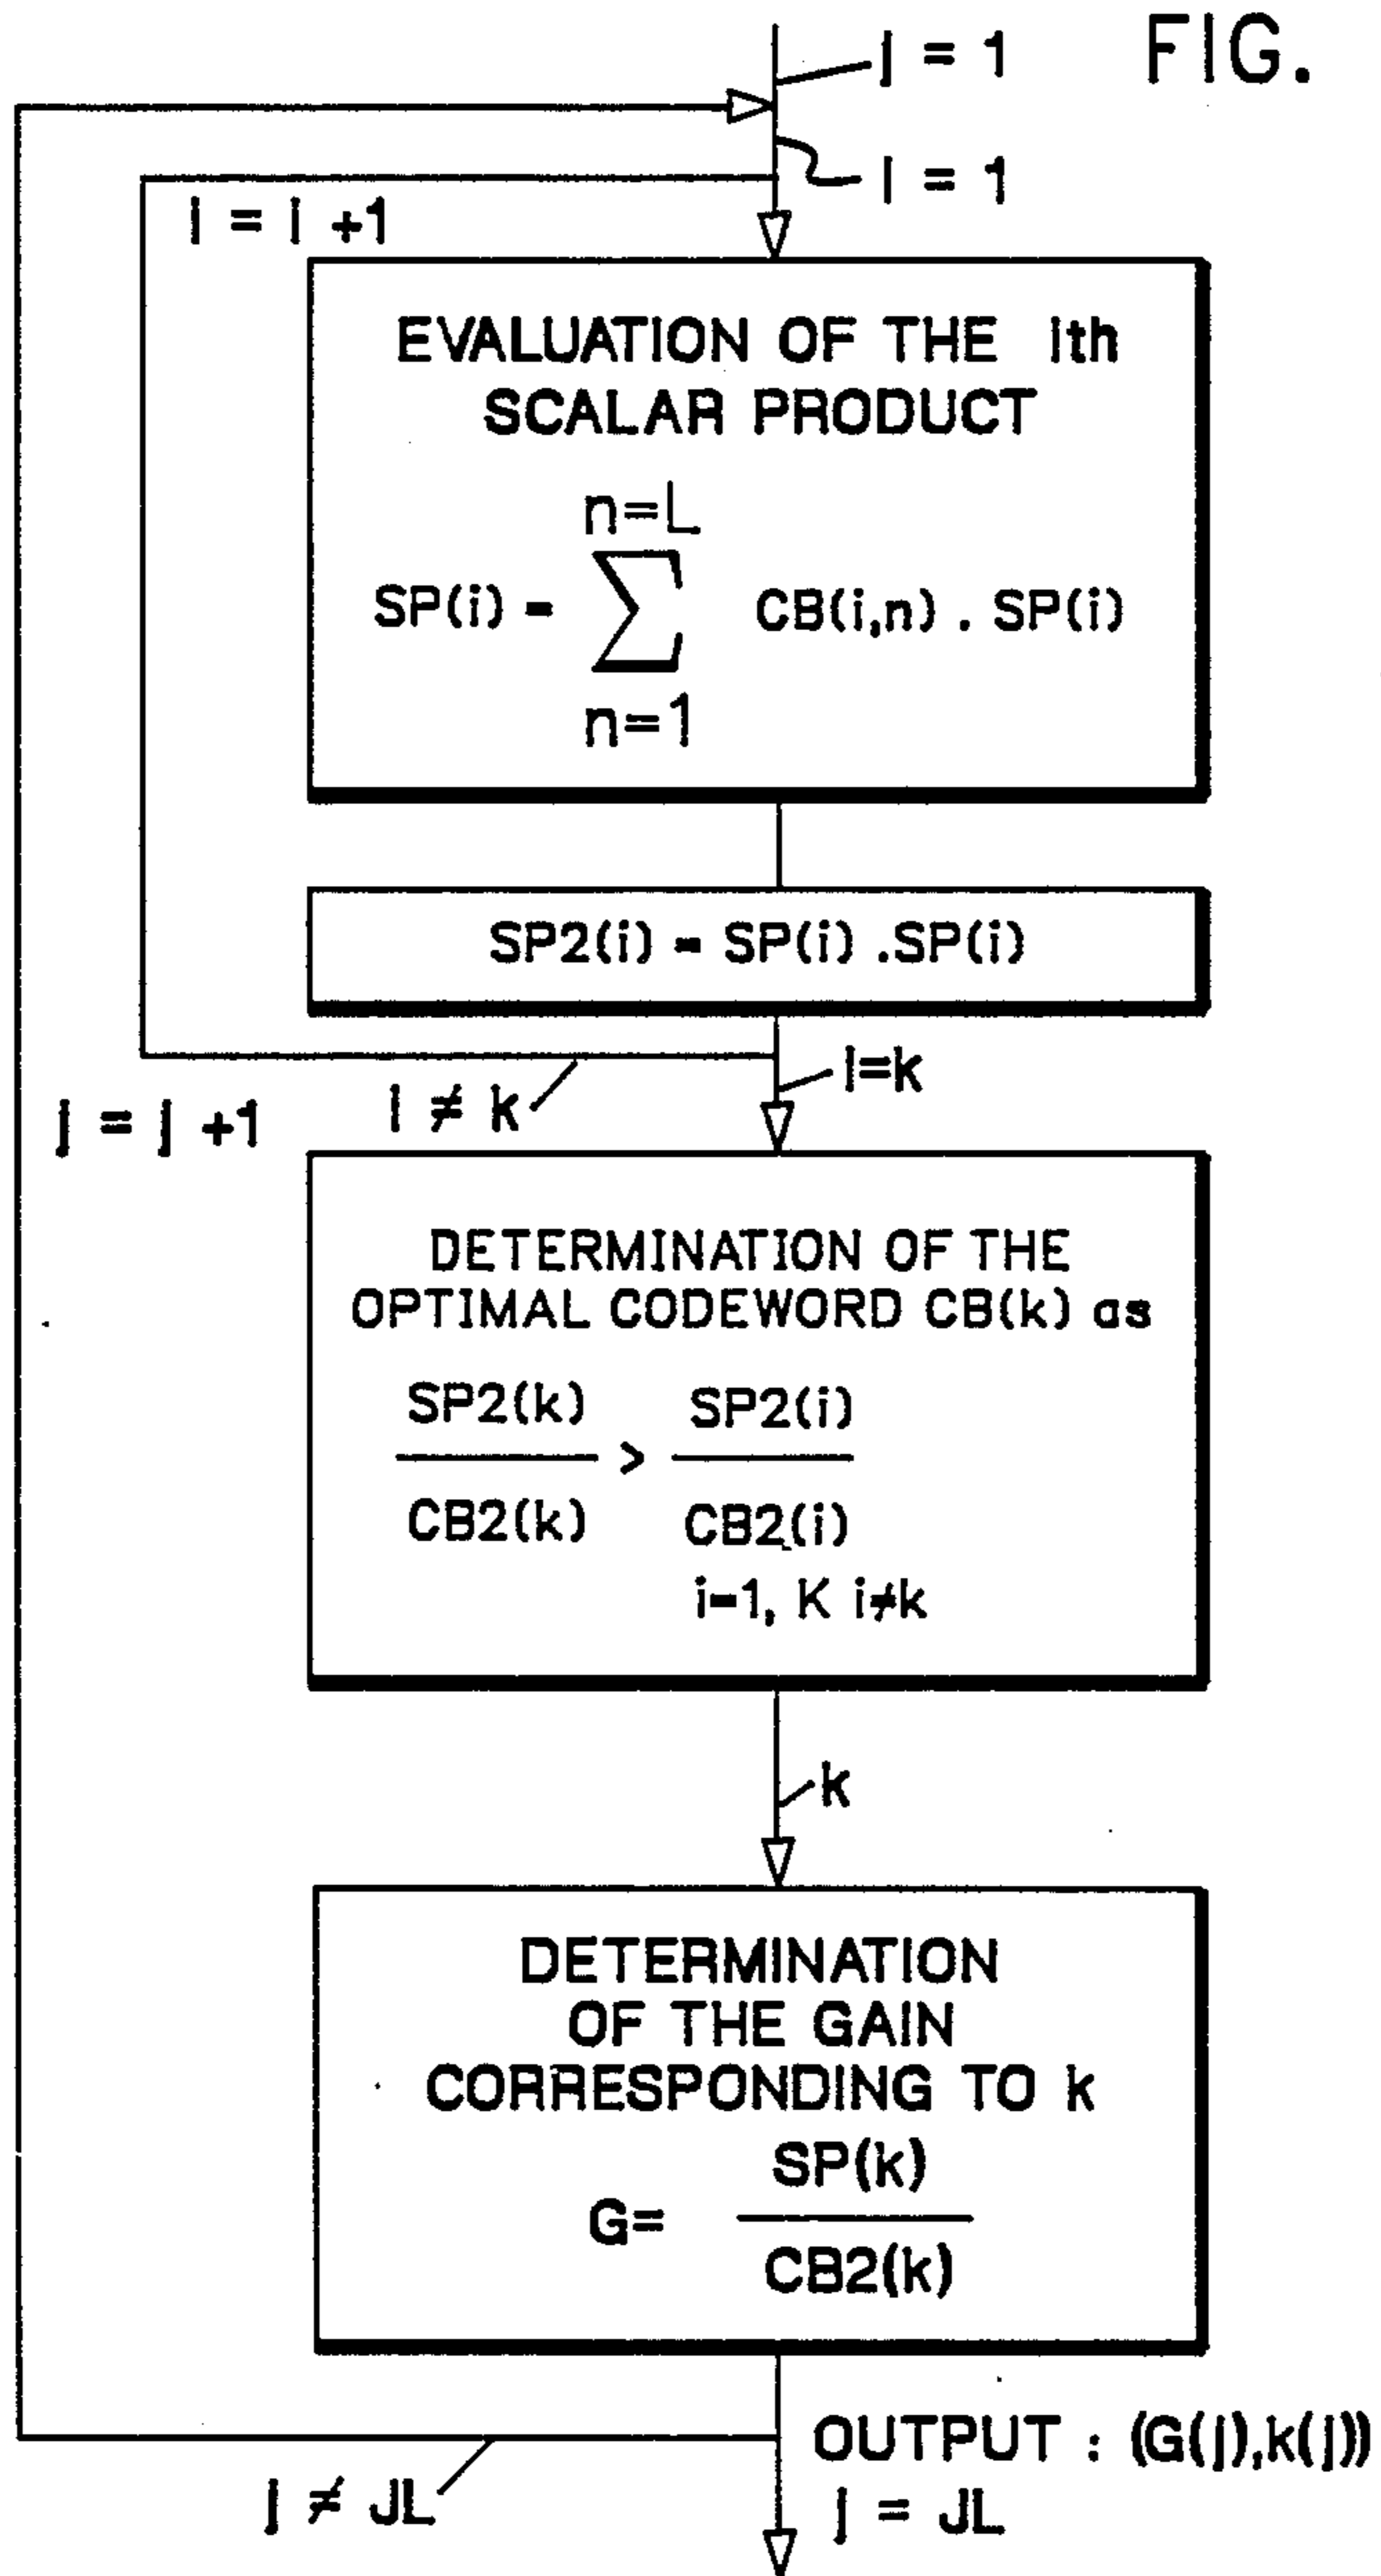 FIG.
j = 1
i = 1
i = i +1
EVALUATION OF THE ith
SCALAR PRODUCT
n=L
SP(i) = ∑ CB(i,n) . SP(i)
n=1
SP2(i) = SP(i) .SP(i)
i=k
i ≠ k
j = j +1
DETERMINATION OF THE
OPTIMAL CODEWORD CB(k) as
SP2(k) > SP2(i)
CB2(k) CB2(i)
i=1, K i≠k
k
DETERMINATION
OF THE GAIN
CORRESPONDING TO k
SP(k)
G=
CB2(k)
OUTPUT : (G(j),k(j))
j ≠ JL
j = JL